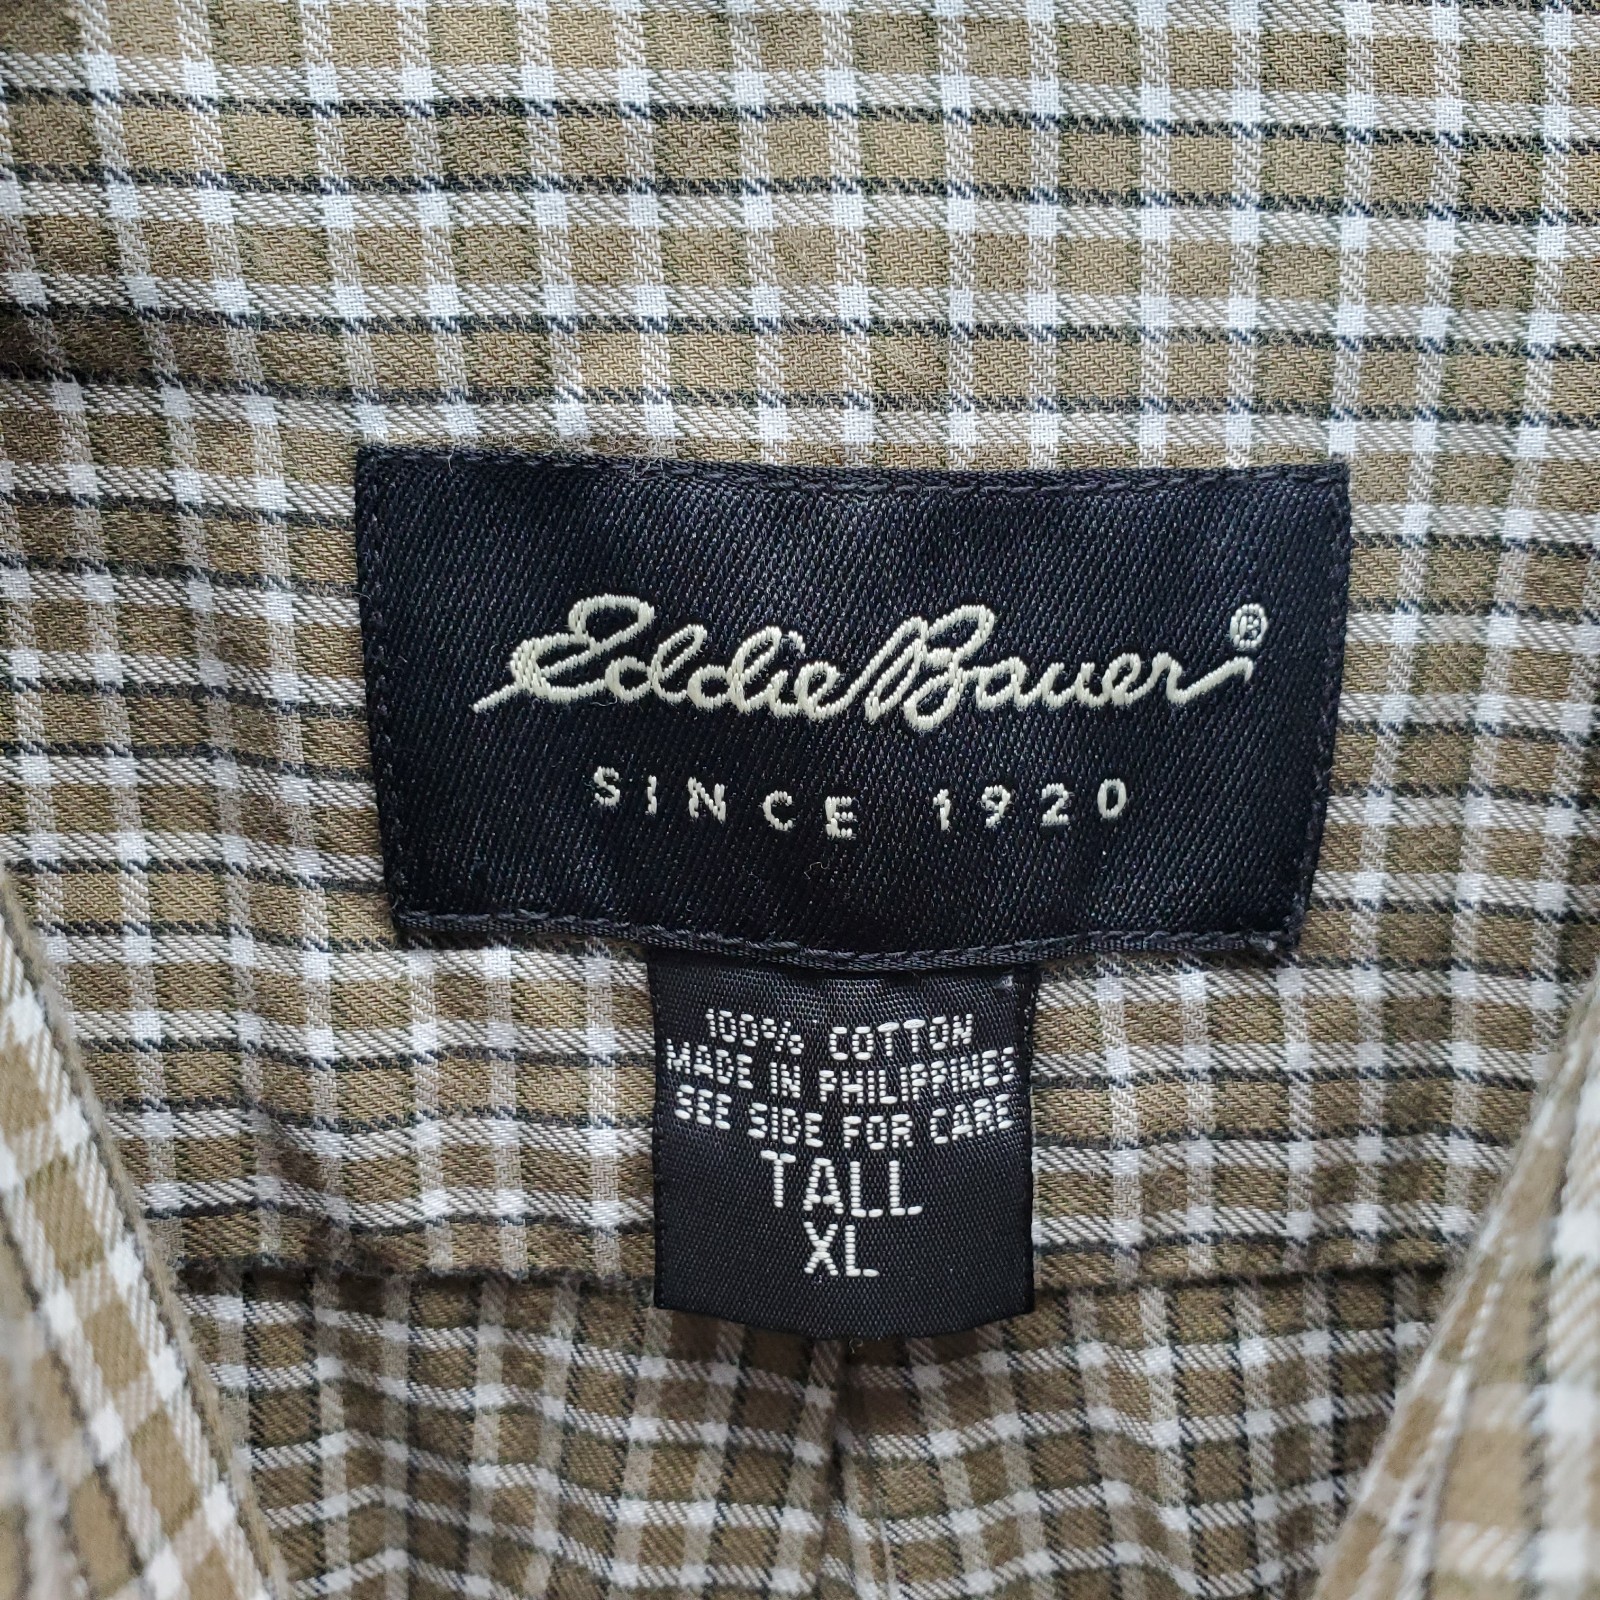 Eddie Bauer ®
SINCE 1920
100% COTTON
MADE IN PHILIPPINES
SEE SIDE FOR CARE
TALL
XL